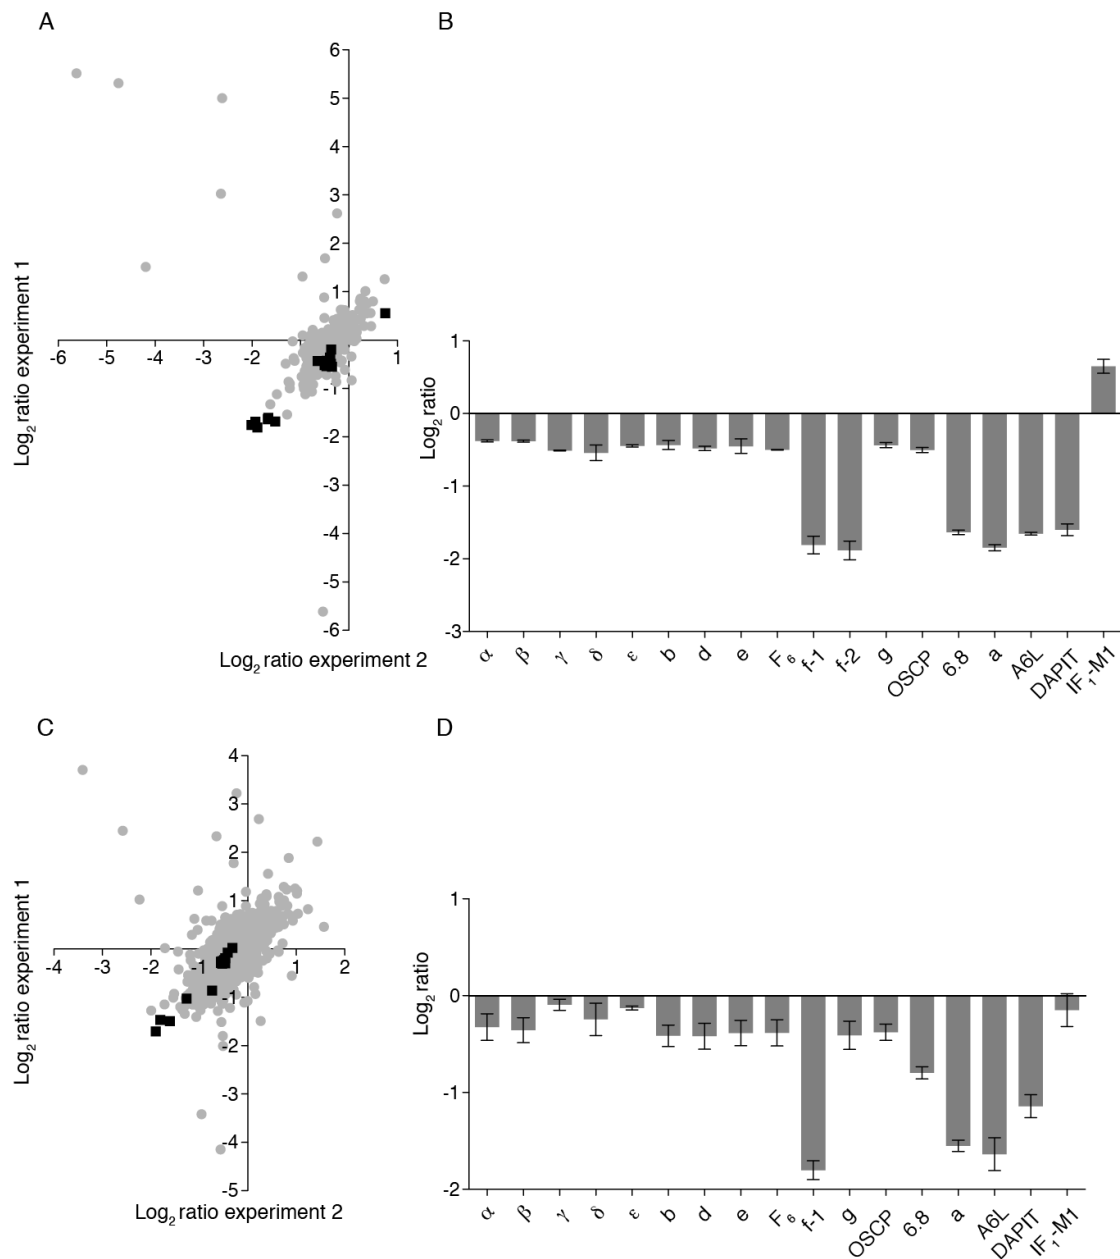 A
B
6
5
4
3
2
1
-6 -5 -4 -3 -2 1
-1
-2
-3
-4
-5
-6
Log2 ratio experiment 1
Log2 ratio experiment 2
1
0
-1
-2
-3
Log2 ratio
α β γ δ ε b d e F6 f-1 f-2 g OSCP 6.8 a A6L DAPIT IF1-M1
C
D
4
3
2
1
-4 -3 -2 -1 1 2
-1
-2
-3
-4
-5
Log2 ratio experiment 1
Log2 ratio experiment 2
1
0
-1
-2
Log2 ratio
α β γ δ ε b d e F6 f-1 g OSCP 6.8 a A6L DAPIT IF1-M1